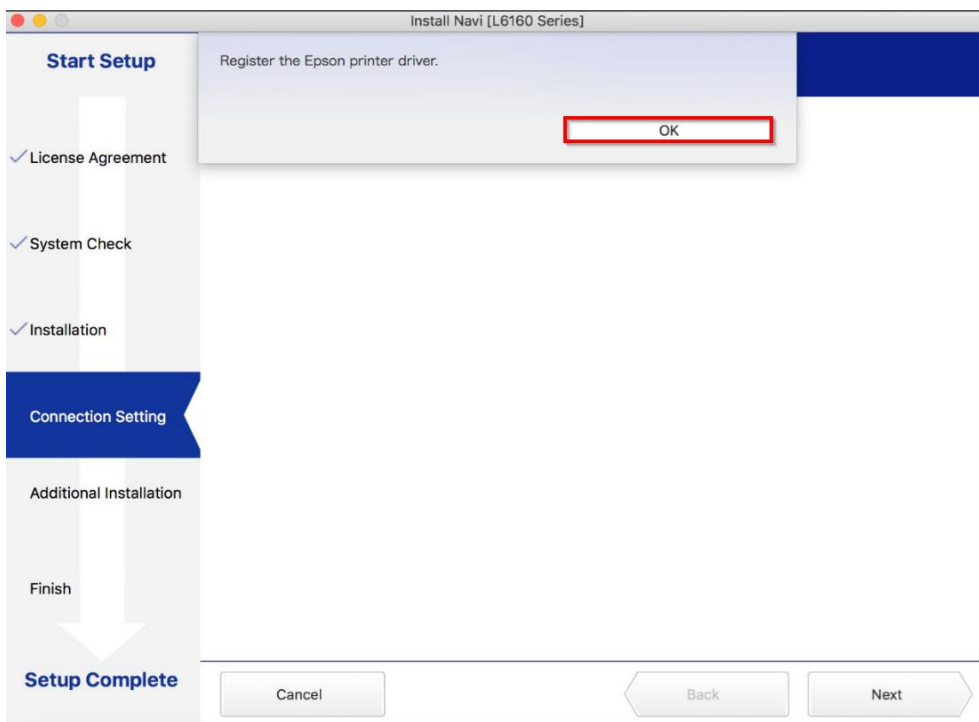 Install Navi [L6160 Series]
Start Setup
Register the Epson printer driver.
OK
License Agreement
System Check
Installation
Connection Setting
Additional Installation
Finish
Setup Complete
Cancel
Back
Next